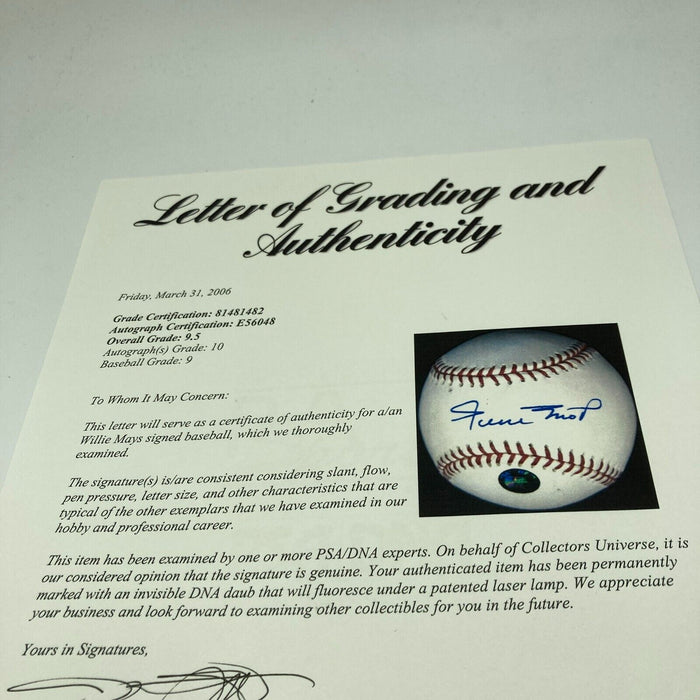 Letter of Grading and
Authenticity
Friday, March 31, 2006
Grade Certification: 81481482
Autograph Certification: E56048
Overall Grade: 9.5
Autograph(s) Grade: 10
Baseball Grade: 9
To Whom It May Concern:
This letter will serve as a certificate of authenticity for a/an
Willie Mays signed baseball, which we thoroughly
examined.
The signature(s) is/are consistent considering slant, flow,
pen pressure, letter size, and other characteristics that are
typical of the other exemplars that we have examined in our
hobby and professional career.
Willie Mays
This item has been examined by one or more PSA/DNA experts. On behalf of Collectors Universe, it is
our considered opinion that the signature is genuine. Your authenticated item has been permanently
marked with an invisible DNA daub that will fluoresce under a patented laser lamp. We appreciate
your business and look forward to examining other collectibles for you in the future.
Yours in Signatures,